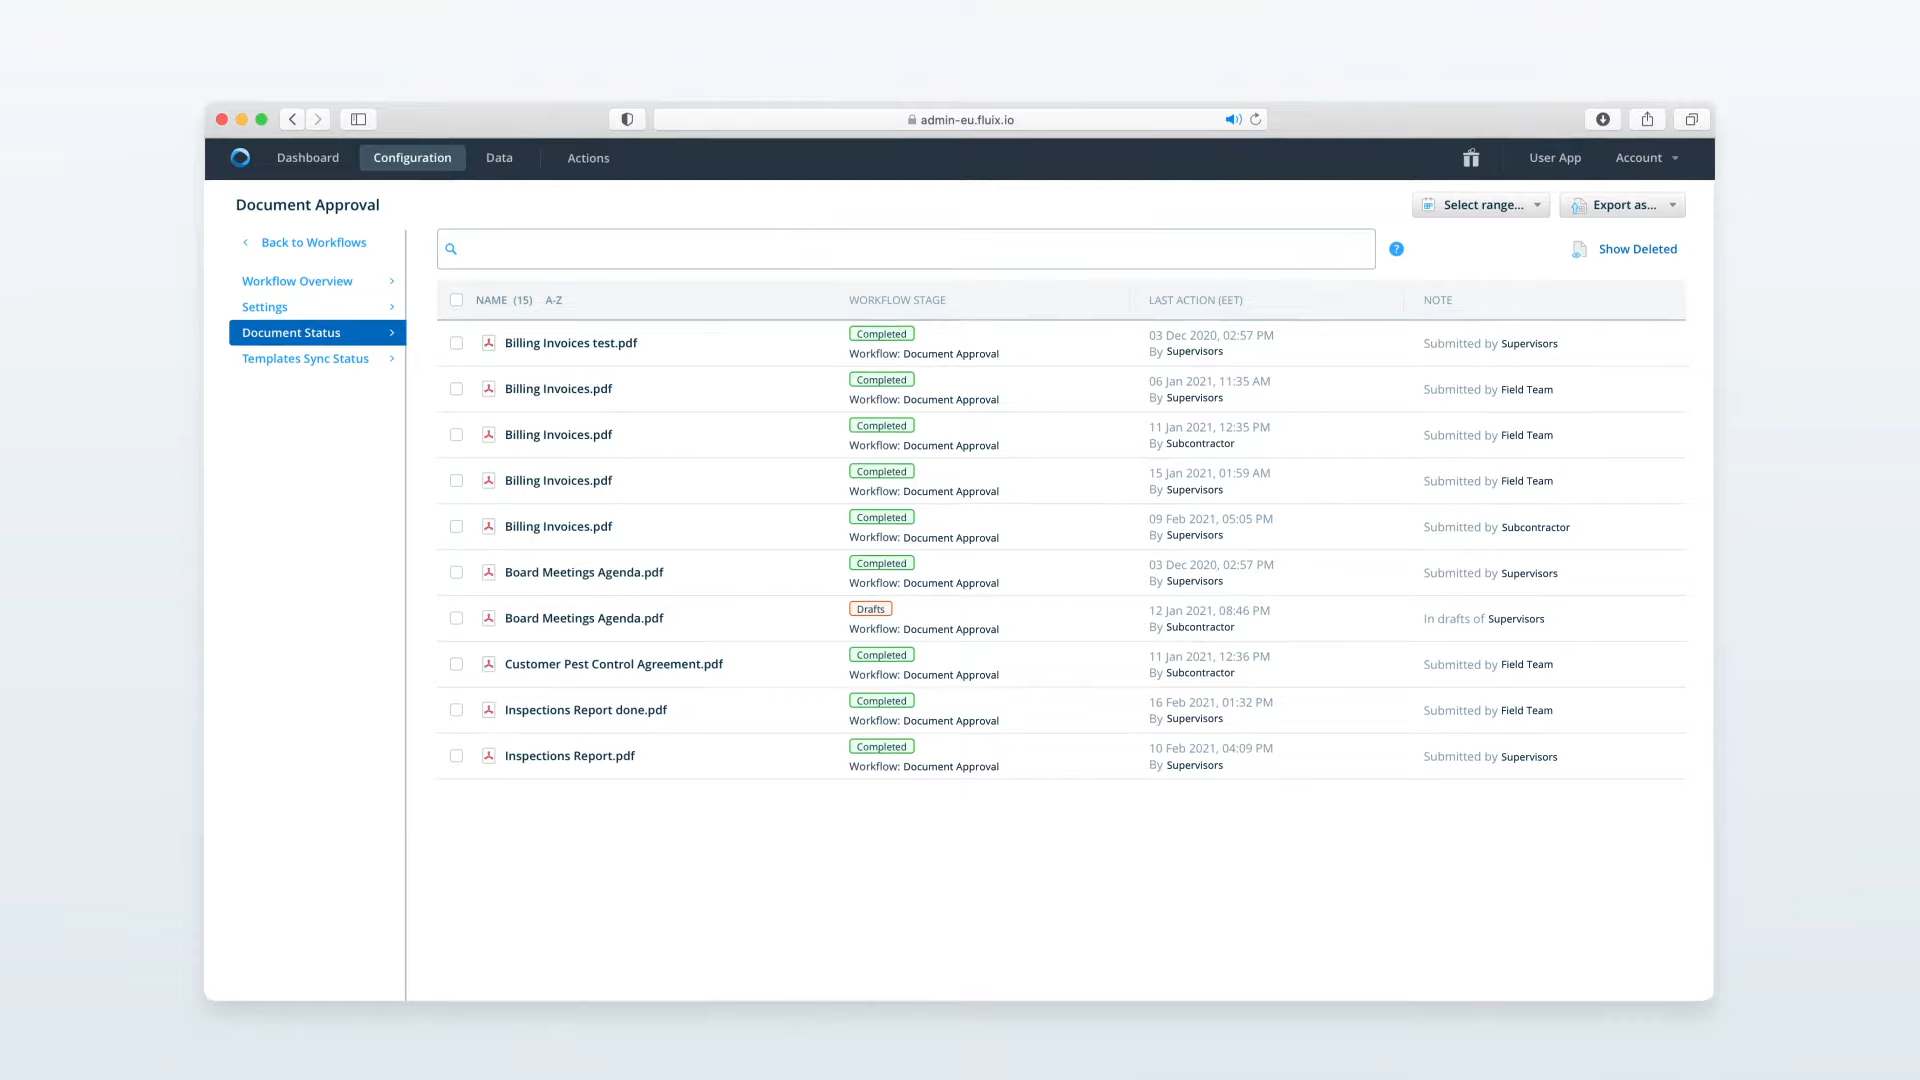 admin-eu.fluix.io
Dashboard Configuration Data Actions User App Account
Document Approval
Select range... Export as...
Back to Workflows
Show Deleted
Workflow Overview
Settings
Document Status
Templates Sync Status
NAME (15) A-Z WORKFLOW STAGE LAST ACTION (EET) NOTE
Billing Invoices test.pdf
Completed
Workflow: Document Approval
03 Dec 2020, 02:57 PM
By Supervisors
Submitted by Supervisors
Billing Invoices.pdf
Completed
Workflow: Document Approval
06 Jan 2021, 11:35 AM
By Supervisors
Submitted by Field Team
Billing Invoices.pdf
Completed
Workflow: Document Approval
11 Jan 2021, 12:35 PM
By Subcontractor
Submitted by Field Team
Billing Invoices.pdf
Completed
Workflow: Document Approval
15 Jan 2021, 01:59 AM
By Supervisors
Submitted by Field Team
Billing Invoices.pdf
Completed
Workflow: Document Approval
09 Feb 2021, 05:05 PM
By Supervisors
Submitted by Subcontractor
Board Meetings Agenda.pdf
Completed
Workflow: Document Approval
03 Dec 2020, 02:57 PM
By Supervisors
Submitted by Supervisors
Board Meetings Agenda.pdf
Drafts
Workflow: Document Approval
12 Jan 2021, 08:46 PM
By Subcontractor
In drafts of Supervisors
Customer Pest Control Agreement.pdf
Completed
Workflow: Document Approval
11 Jan 2021, 12:36 PM
By Subcontractor
Submitted by Field Team
Inspections Report done.pdf
Completed
Workflow: Document Approval
16 Feb 2021, 01:32 PM
By Supervisors
Submitted by Field Team
Inspections Report.pdf
Completed
Workflow: Document Approval
10 Feb 2021, 04:09 PM
By Supervisors
Submitted by Supervisors